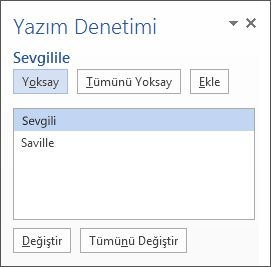 Yazım Denetimi
Sevgilile
Yoksay Tümünü Yoksay Ekle
Sevgili
Saville
Değiştir Tümünü Değiştir